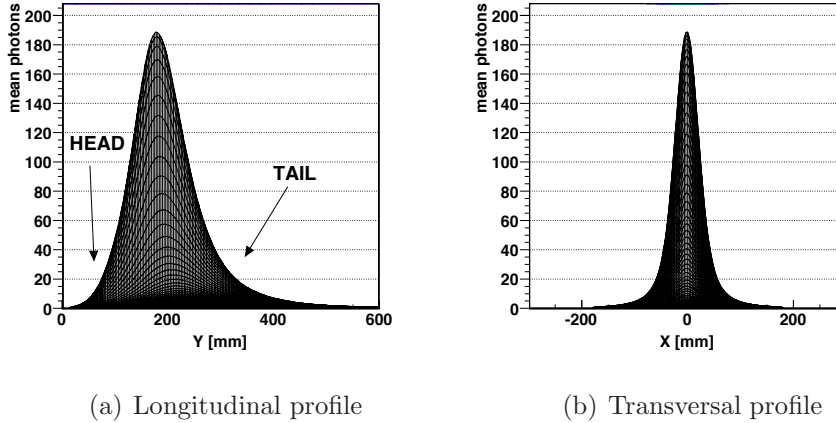 mean photons
200
180
160
140
120
100
80
60
40
20
0
HEAD
TAIL
0 200 400 600
Y [mm]
mean photons
200
180
160
140
120
100
80
60
40
20
0
-200 0 200
X [mm]
(a) Longitudinal profile
(b) Transversal profile